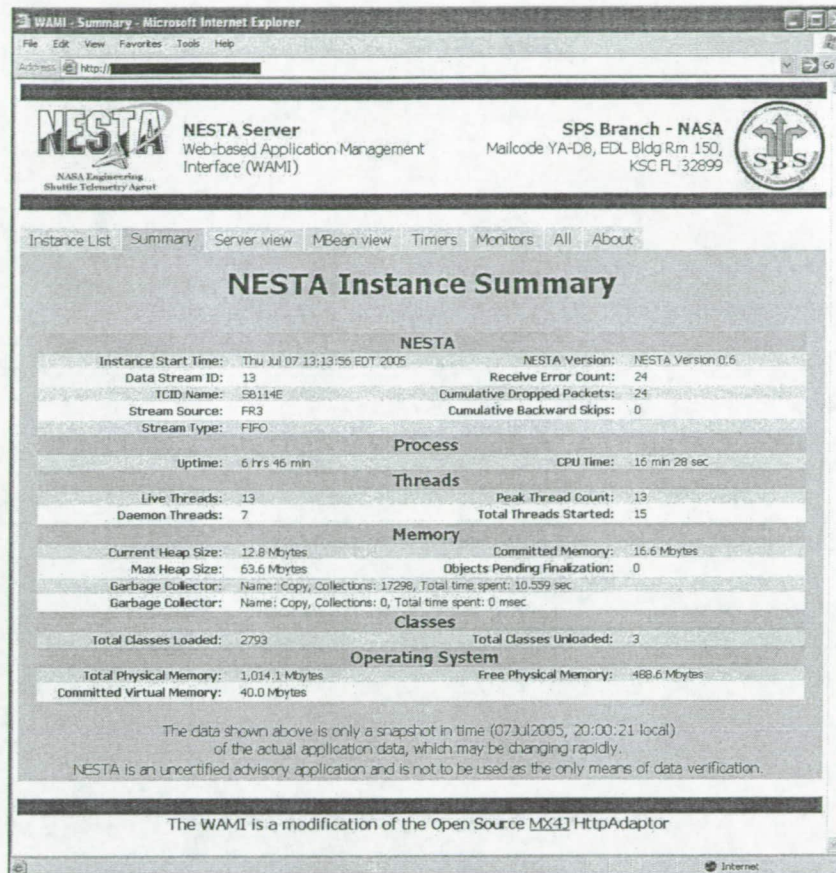 WAMI - Summary - Microsoft Internet Explorer
File Edit View Favorites Tools Help
Address http://
Go
NESTA
NASA Engineering
Shuttle Telemetry Agent
NESTA Server
Web-based Application Management
Interface (WAMI)
SPS Branch - NASA
Mailcode YA-D8, EDL Bldg Rm 150,
KSC FL 32899
SPS
Instance List Summary Server view MBean view Timers Monitors All About
NESTA Instance Summary
NESTA
Instance Start Time: Thu Jul 07 13:13:56 EDT 2005 NESTA Version: NESTA Version 0.6
Data Stream ID: 13 Receive Error Count: 24
TCID Name: SB114E Cumulative Dropped Packets: 24
Stream Source: FR3 Cumulative Backward Skips: 0
Stream Type: FIFO
Process
Uptime: 6 hrs 46 min CPU Time: 16 min 28 sec
Threads
Live Threads: 13 Peak Thread Count: 13
Daemon Threads: 7 Total Threads Started: 15
Memory
Current Heap Size: 12.8 Mbytes Committed Memory: 16.6 Mbytes
Max Heap Size: 63.6 Mbytes Objects Pending Finalization: 0
Garbage Collector: Name: Copy, Collections: 17298, Total time spent: 10.559 sec
Garbage Collector: Name: Copy, Collections: 0, Total time spent: 0 msec
Classes
Total Classes Loaded: 2793 Total Classes Unloaded: 3
Operating System
Total Physical Memory: 1,014.1 Mbytes Free Physical Memory: 488.6 Mbytes
Committed Virtual Memory: 40.0 Mbytes
The data shown above is only a snapshot in time (07Jul2005, 20:00:21 local)
of the actual application data, which may be changing rapidly.
NESTA is an uncertified advisory application and is not to be used as the only means of data verification.
The WAMI is a modification of the Open Source MX4J HttpAdaptor
Internet